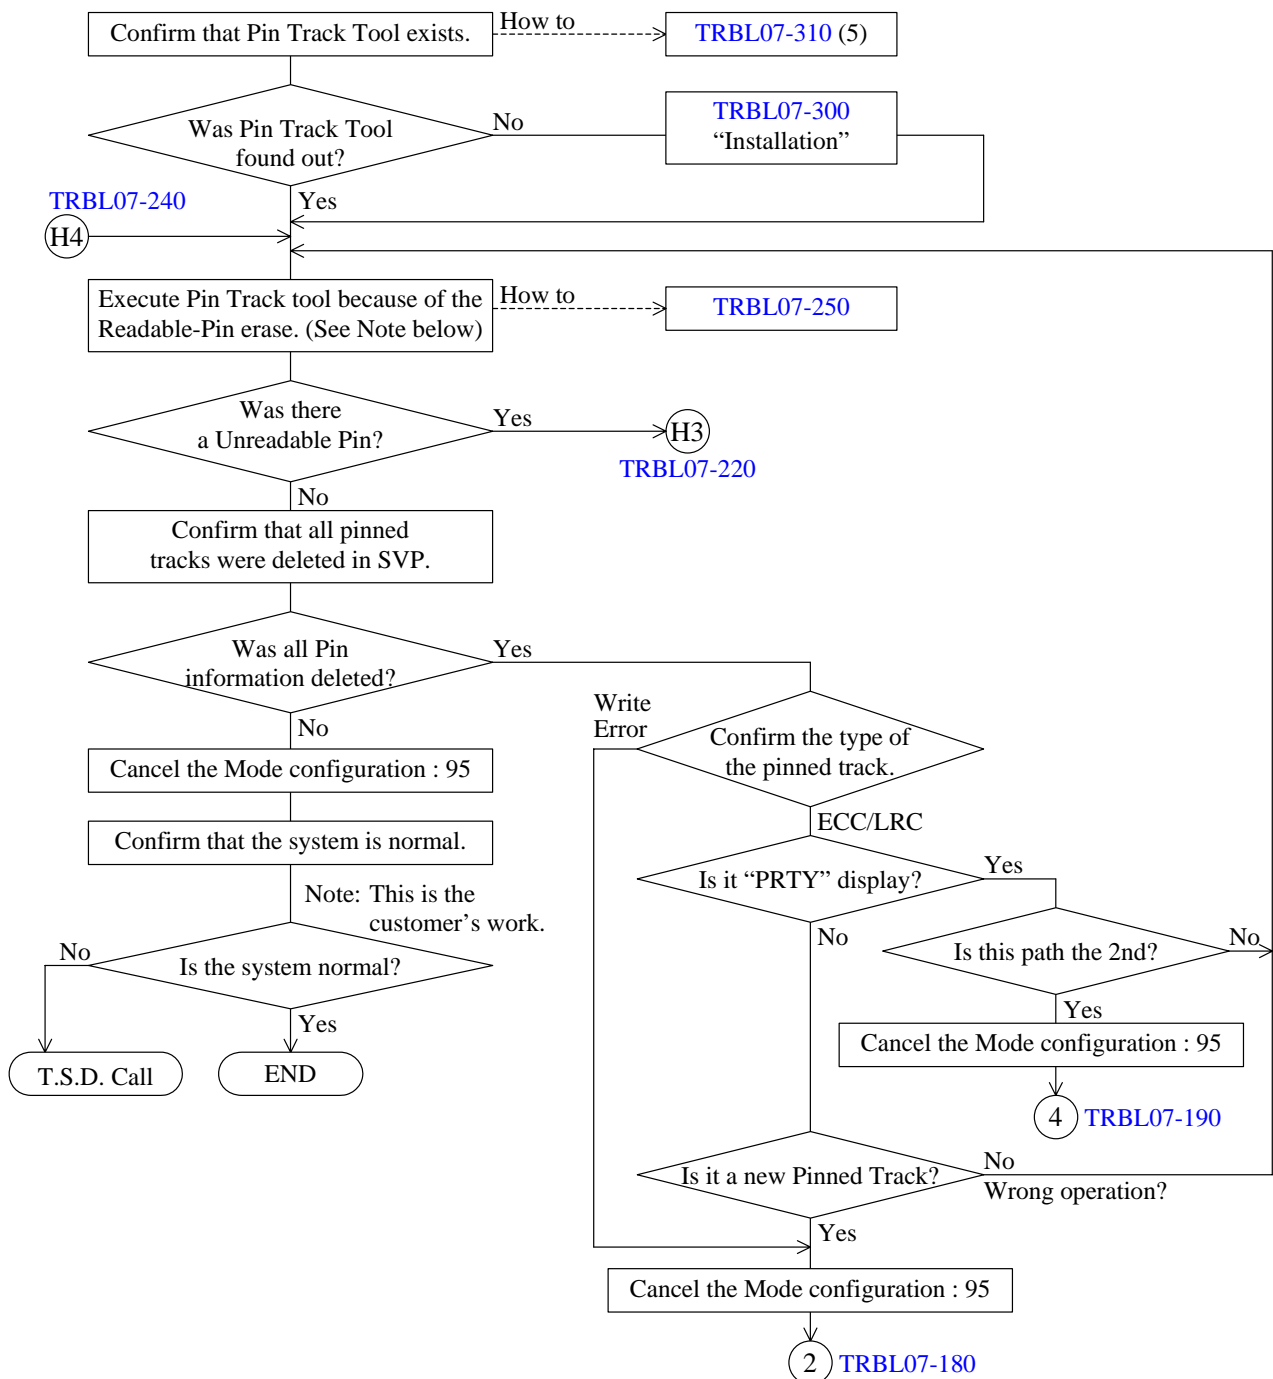 Confirm that Pin Track Tool exists.
How to
TRBL07-310 (5)
Was Pin Track Tool
found out?
No
TRBL07-300
“Installation”
Yes
TRBL07-240
H4
Execute Pin Track tool because of the
Readable-Pin erase. (See Note below)
How to
TRBL07-250
Was there
a Unreadable Pin?
Yes
H3
TRBL07-220
No
Confirm that all pinned
tracks were deleted in SVP.
Was all Pin
information deleted?
Yes
No
Write
Error
Confirm the type of
the pinned track.
Cancel the Mode configuration : 95
ECC/LRC
Confirm that the system is normal.
Is it “PRTY” display?
Yes
Note: This is the
customer’s work.
No
Is this path the 2nd?
No
No
Is the system normal?
Yes
Yes
Cancel the Mode configuration : 95
T.S.D. Call
END
4
TRBL07-190
Is it a new Pinned Track?
No
Wrong operation?
Yes
Cancel the Mode configuration : 95
2
TRBL07-180